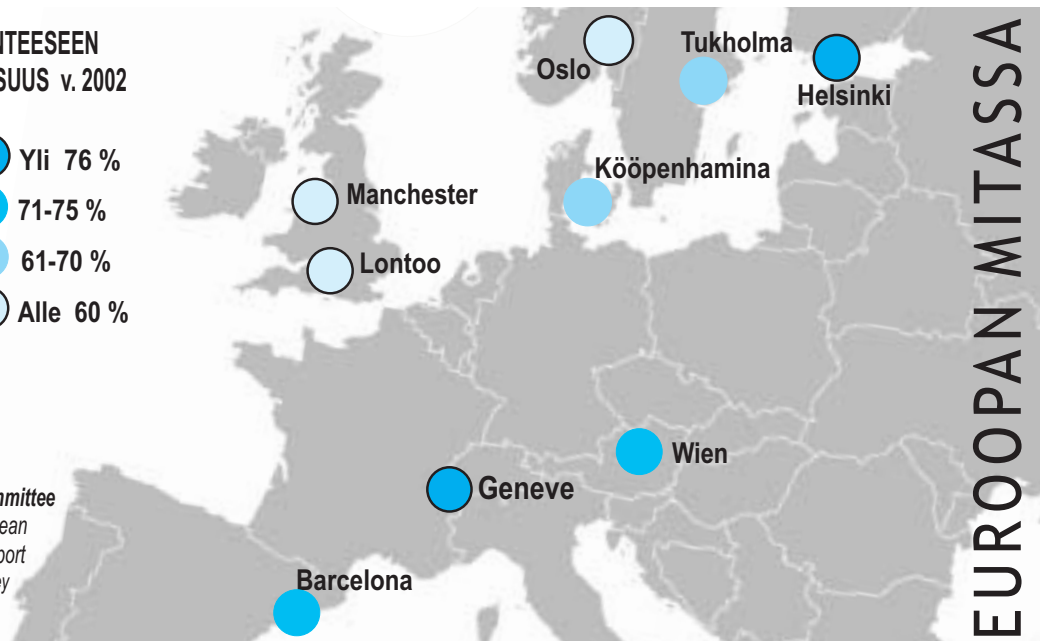 NTEESEEN
SUUS v. 2002
Yli 76 %
71-75 %
61-70 %
Alle 60 %
Oslo
Tukholma
Helsinki
Kööpenhamina
Manchester
Lontoo
Wien
Geneve
Barcelona
mmittee
ean
port
ey
EUROOPAN MITASSA